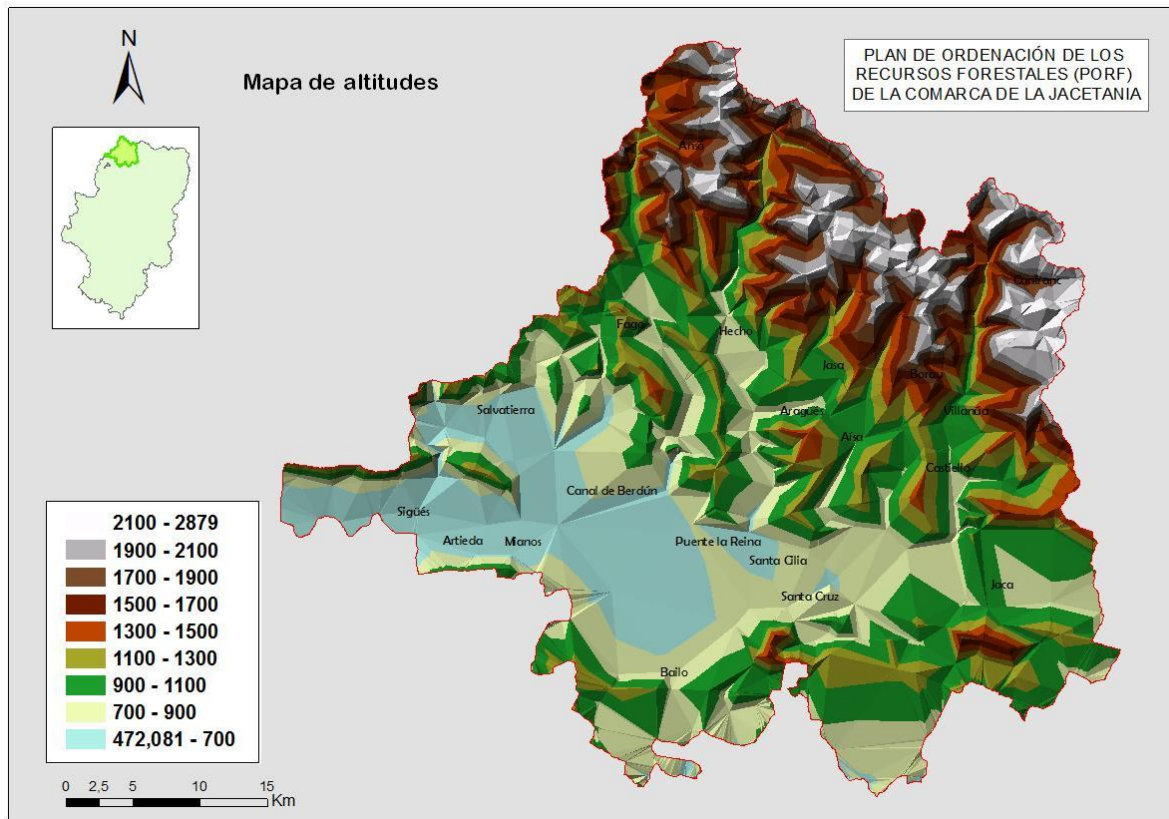 N
Mapa de altitudes
PLAN DE ORDENACIÓN DE LOS
RECURSOS FORESTALES (PORF)
DE LA COMARCA DE LA JACETANIA
Ansó
Canfranc
Fago
Hecho
Jasa
Borau
Salvatierra
Aragüés
Villanúa
Aísa
Castiello
Canal de Berdún
Sigüés
Artieda
Mianos
Puente la Reina
Santa Cilia
Jaca
Santa Cruz
Bailo
2100 - 2879
1900 - 2100
1700 - 1900
1500 - 1700
1300 - 1500
1100 - 1300
900 - 1100
700 - 900
472,081 - 700
0 2,5 5 10 15
Km